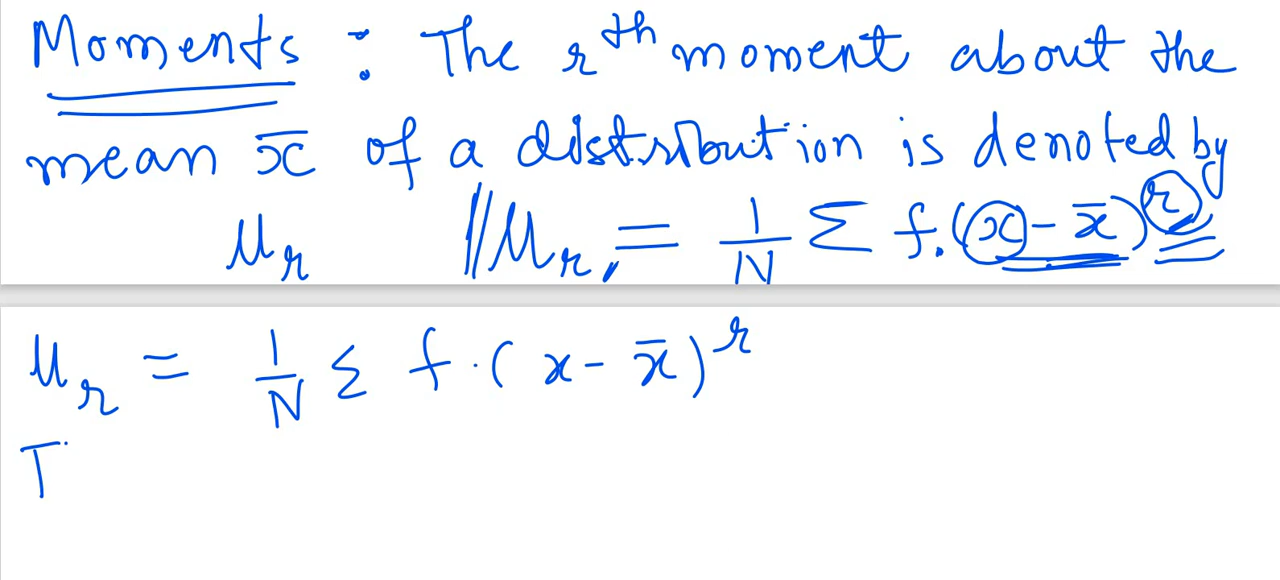 Moments : The rth moment about the
mean x̄ of a distribution is denoted by
μr μr, = 1/N Σ f.(x - x̄)^r
μr = 1/N Σ f.(x - x̄)^r
T